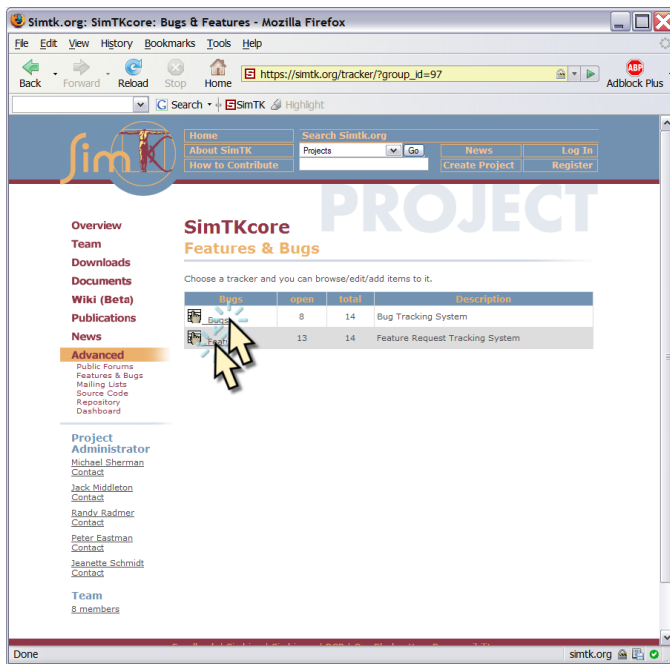 Simtk.org: SimTKcore: Bugs & Features - Mozilla Firefox
File Edit View History Bookmarks Tools Help
Back Forward Reload Stop Home https://simtk.org/tracker/?group_id=97 ABP Adblock Plus
G Search SimTK Highlight
SimTK
Home Search Simtk.org
About SimTK Projects Go News Log In
How to Contribute Create Project Register
PROJECT
Overview
Team
Downloads
Documents
Wiki (Beta)
Publications
News
Advanced
Public Forums
Features & Bugs
Mailing Lists
Source Code
Repository
Dashboard
Project
Administrator
Michael Sherman
Contact
Jack Middleton
Contact
Randy Radmer
Contact
Peter Eastman
Contact
Jeanette Schmidt
Contact
Team
8 members
SimTKcore
Features & Bugs
Choose a tracker and you can browse/edit/add items to it.
Bugs open total Description
Bugs 8 14 Bug Tracking System
13 14 Feature Request Tracking System
Done simtk.org